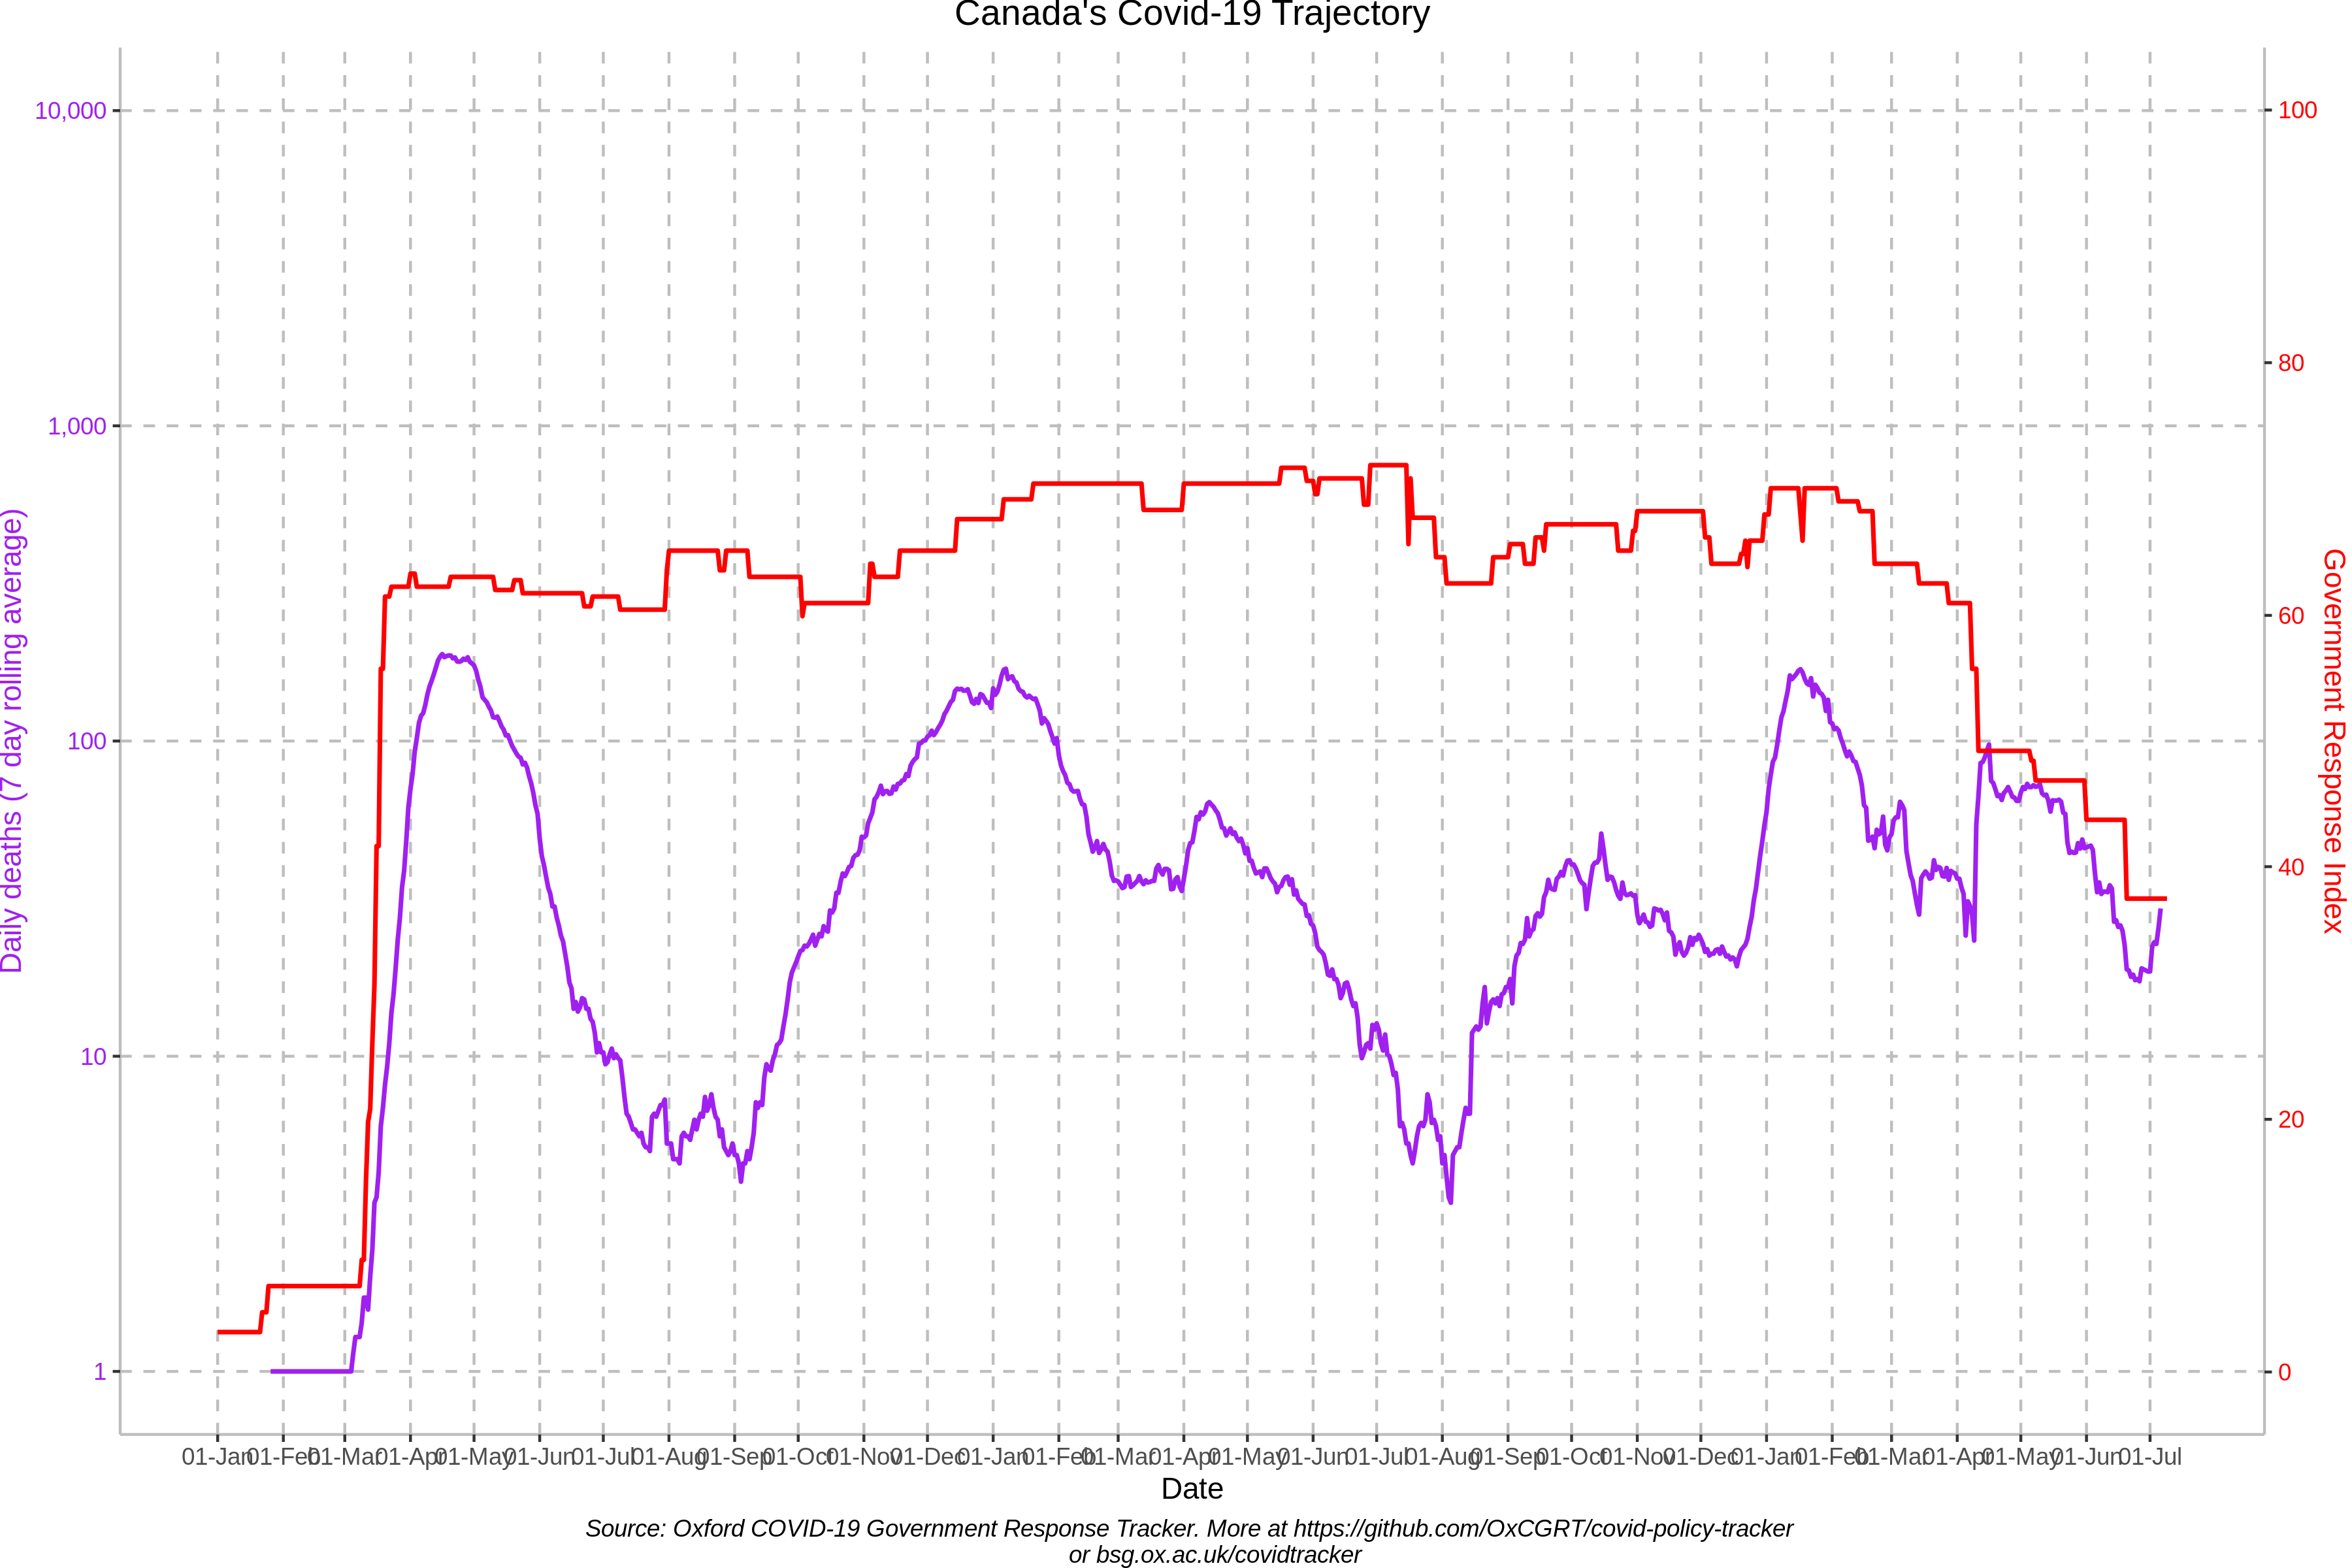 Canada's Covid-19 Trajectory
10,000
1,000
100
10
1
Daily deaths (7 day rolling average)
100
80
60
40
20
0
Government Response Index
01-Jan 01-Feb 01-Mar 01-Apr 01-May 01-Jun 01-Jul 01-Aug 01-Sep 01-Oct 01-Nov 01-Dec 01-Jan 01-Feb 01-Mar 01-Apr 01-May 01-Jun 01-Jul 01-Aug 01-Sep 01-Oct 01-Nov 01-Dec 01-Jan 01-Feb 01-Mar 01-Apr 01-May 01-Jun 01-Jul
Date
Source: Oxford COVID-19 Government Response Tracker. More at https://github.com/OxCGRT/covid-policy-tracker
or bsg.ox.ac.uk/covidtracker